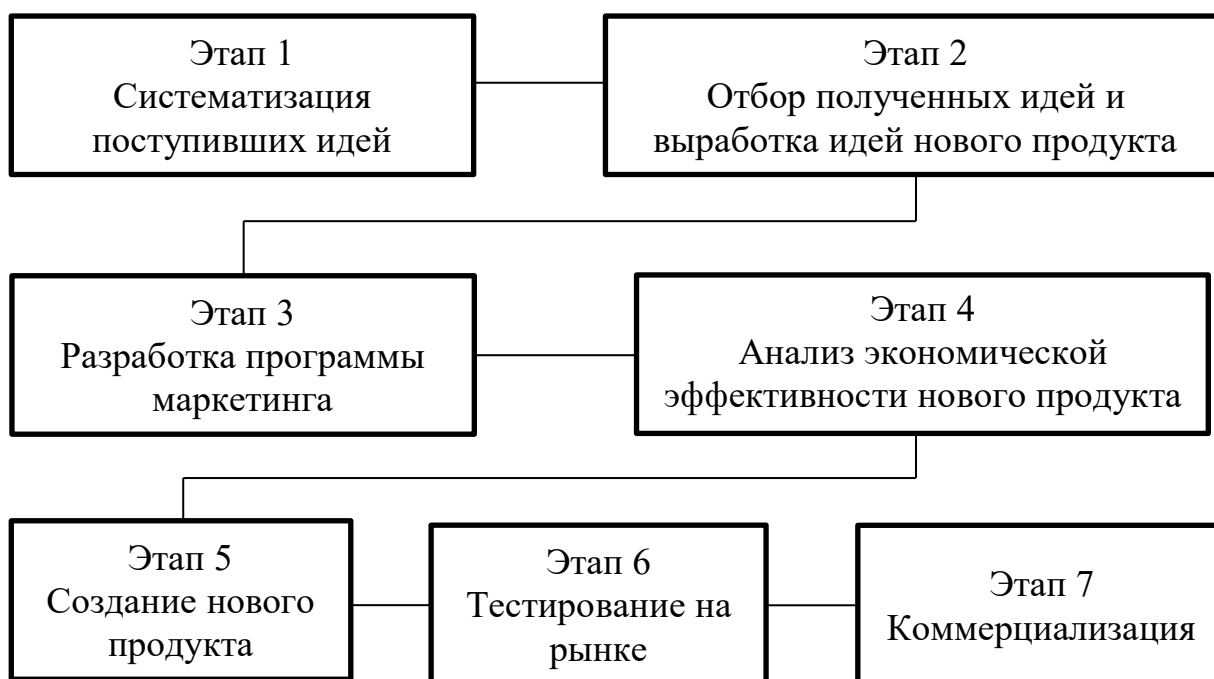 Этап 1
Систематизация
поступивших идей
Этап 2
Отбор полученных идей и
выработка идей нового продукта
Этап 3
Разработка программы
маркетинга
Этап 4
Анализ экономической
эффективности нового продукта
Этап 5
Создание нового
продукта
Этап 6
Тестирование на
рынке
Этап 7
Коммерциализация